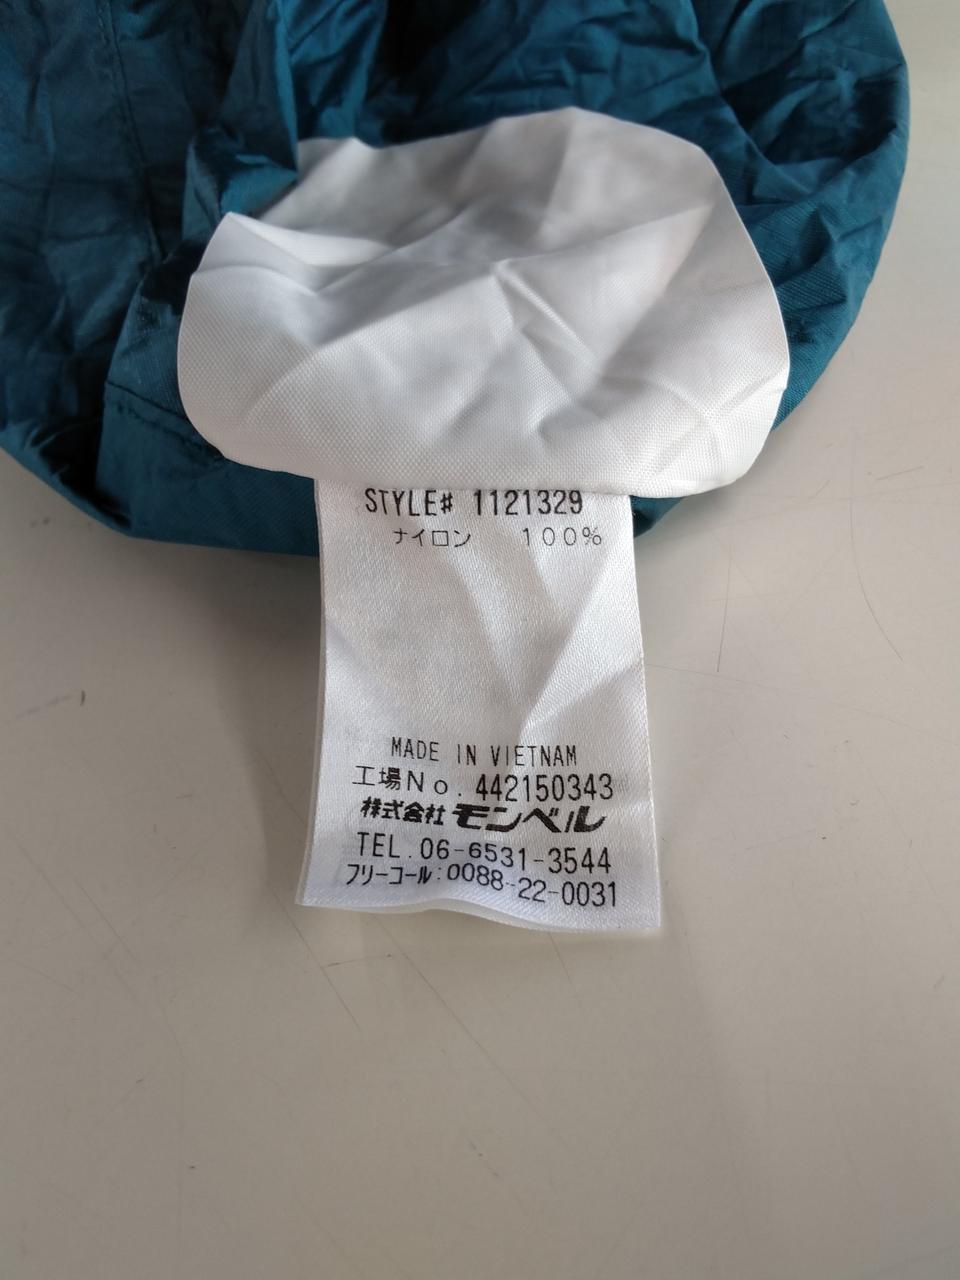 STYLE# 1121329
ナイロン 100%
MADE IN VIETNAM
工場No. 442150343
株式会社 モンベル
TEL.06-6531-3544
フリーコール:0088-22-0031